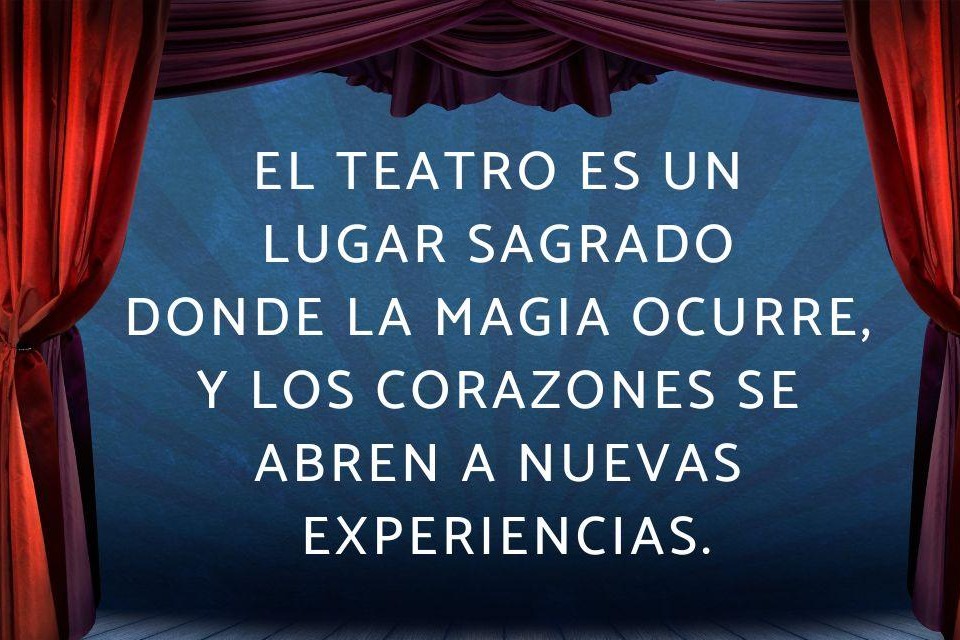 EL TEATRO ES UN
LUGAR SAGRADO
DONDE LA MAGIA OCURRE,
Y LOS CORAZONES SE
ABREN A NUEVAS
EXPERIENCIAS.